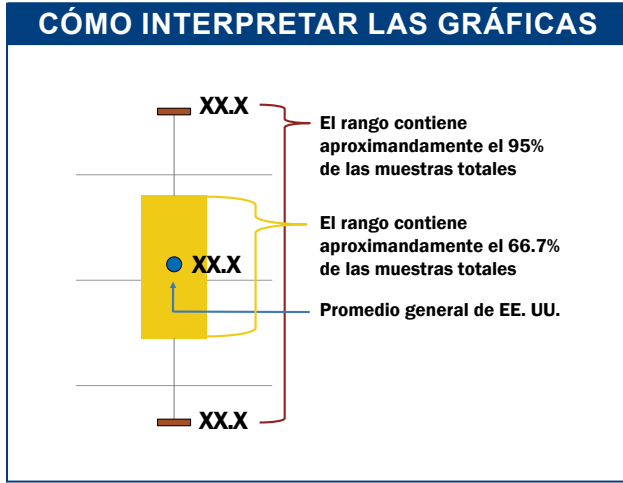 CÓMO INTERPRETAR LAS GRÁFICAS
XX.X
El rango contiene
aproximandamente el 95%
de las muestras totales
El rango contiene
aproximandamente el 66.7%
de las muestras totales
XX.X
Promedio general de EE. UU.
XX.X